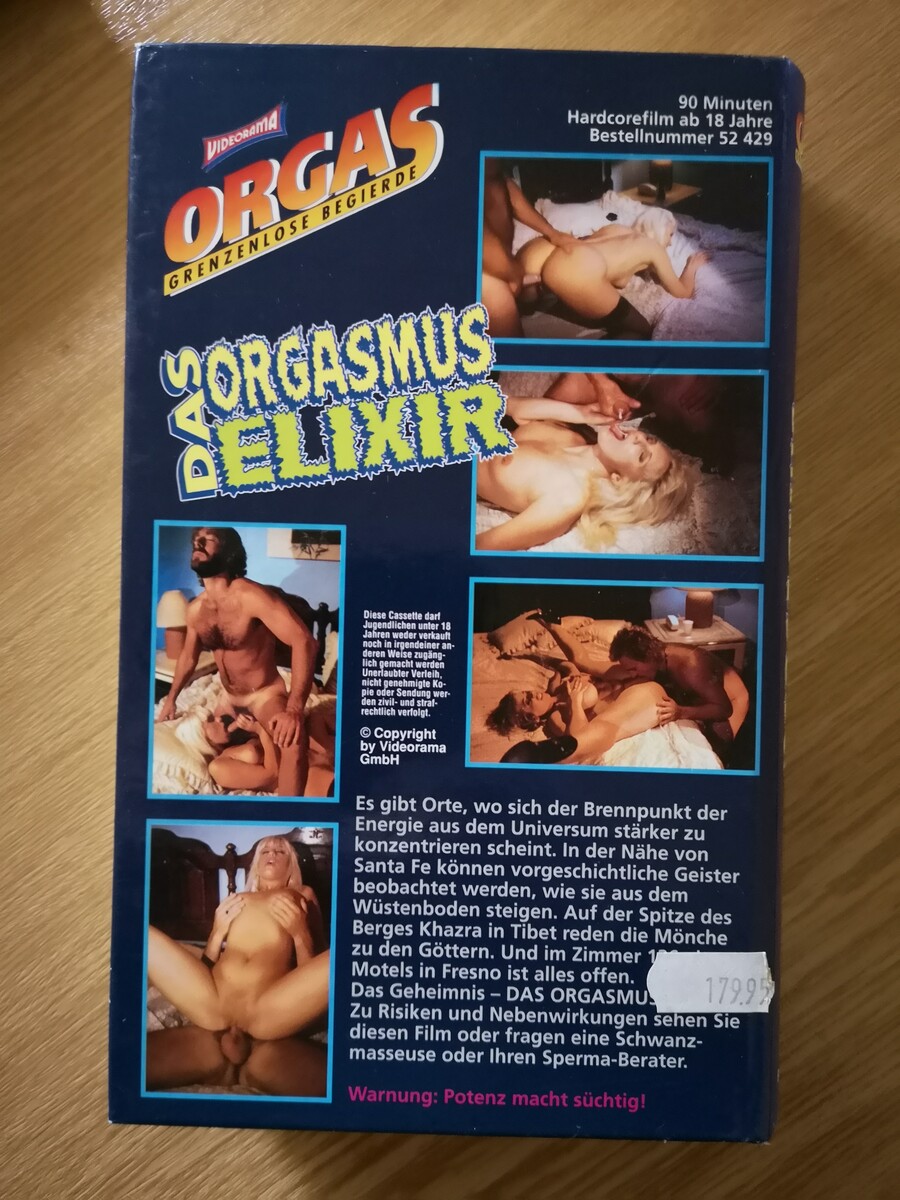 VIDEORAMA
ORGAS
GRENZENLOSE BEGIERDE
90 Minuten
Hardcorefilm ab 18 Jahre
Bestellnummer 52 429
DAS
ORGASMUS
ELIXIR
Diese Cassette darf
Jugendlichen unter 18
Jahren weder verkauft
noch in irgendeiner an-
deren Weise zugäng-
lich gemacht werden
Unerlaubter Verleih,
nicht genehmigte Ko-
pie oder Sendung wer-
den zivil- und straf-
rechtlich verfolgt.
© Copyright
by Videorama
GmbH
Es gibt Orte, wo sich der Brennpunkt der
Energie aus dem Universum stärker zu
konzentrieren scheint. In der Nähe von
Santa Fe können vorgeschichtliche Geister
beobachtet werden, wie sie aus dem
Wüstenboden steigen. Auf der Spitze des
Berges Khazra in Tibet reden die Mönche
zu den Göttern. Und im Zimmer
Motels in Fresno ist alles offen.
Das Geheimnis – DAS ORGASMUS
179.95
Zu Risiken und Nebenwirkungen sehen Sie
diesen Film oder fragen eine Schwanz-
masseuse oder Ihren Sperma-Berater.
Warnung: Potenz macht süchtig!